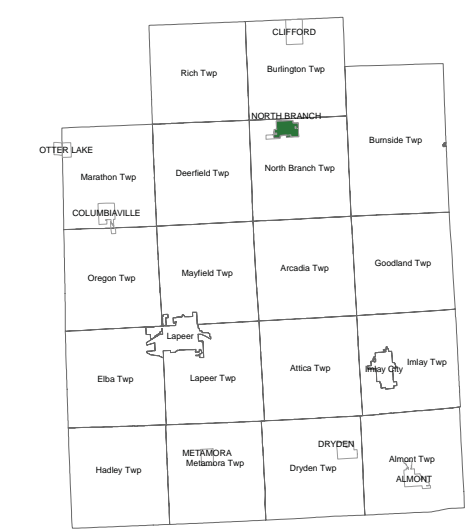 CLIFFORD
Rich Twp
Burlington Twp
NORTH BRANCH
Burnside Twp
OTTER LAKE
Marathon Twp
Deerfield Twp
North Branch Twp
COLUMBIAVILLE
Oregon Twp
Mayfield Twp
Arcadia Twp
Goodland Twp
Lapeer
Elba Twp
Lapeer Twp
Attica Twp
Imlay City
Imlay Twp
METAMORA
DRYDEN
Hadley Twp
Metamora Twp
Dryden Twp
Almont Twp
ALMONT